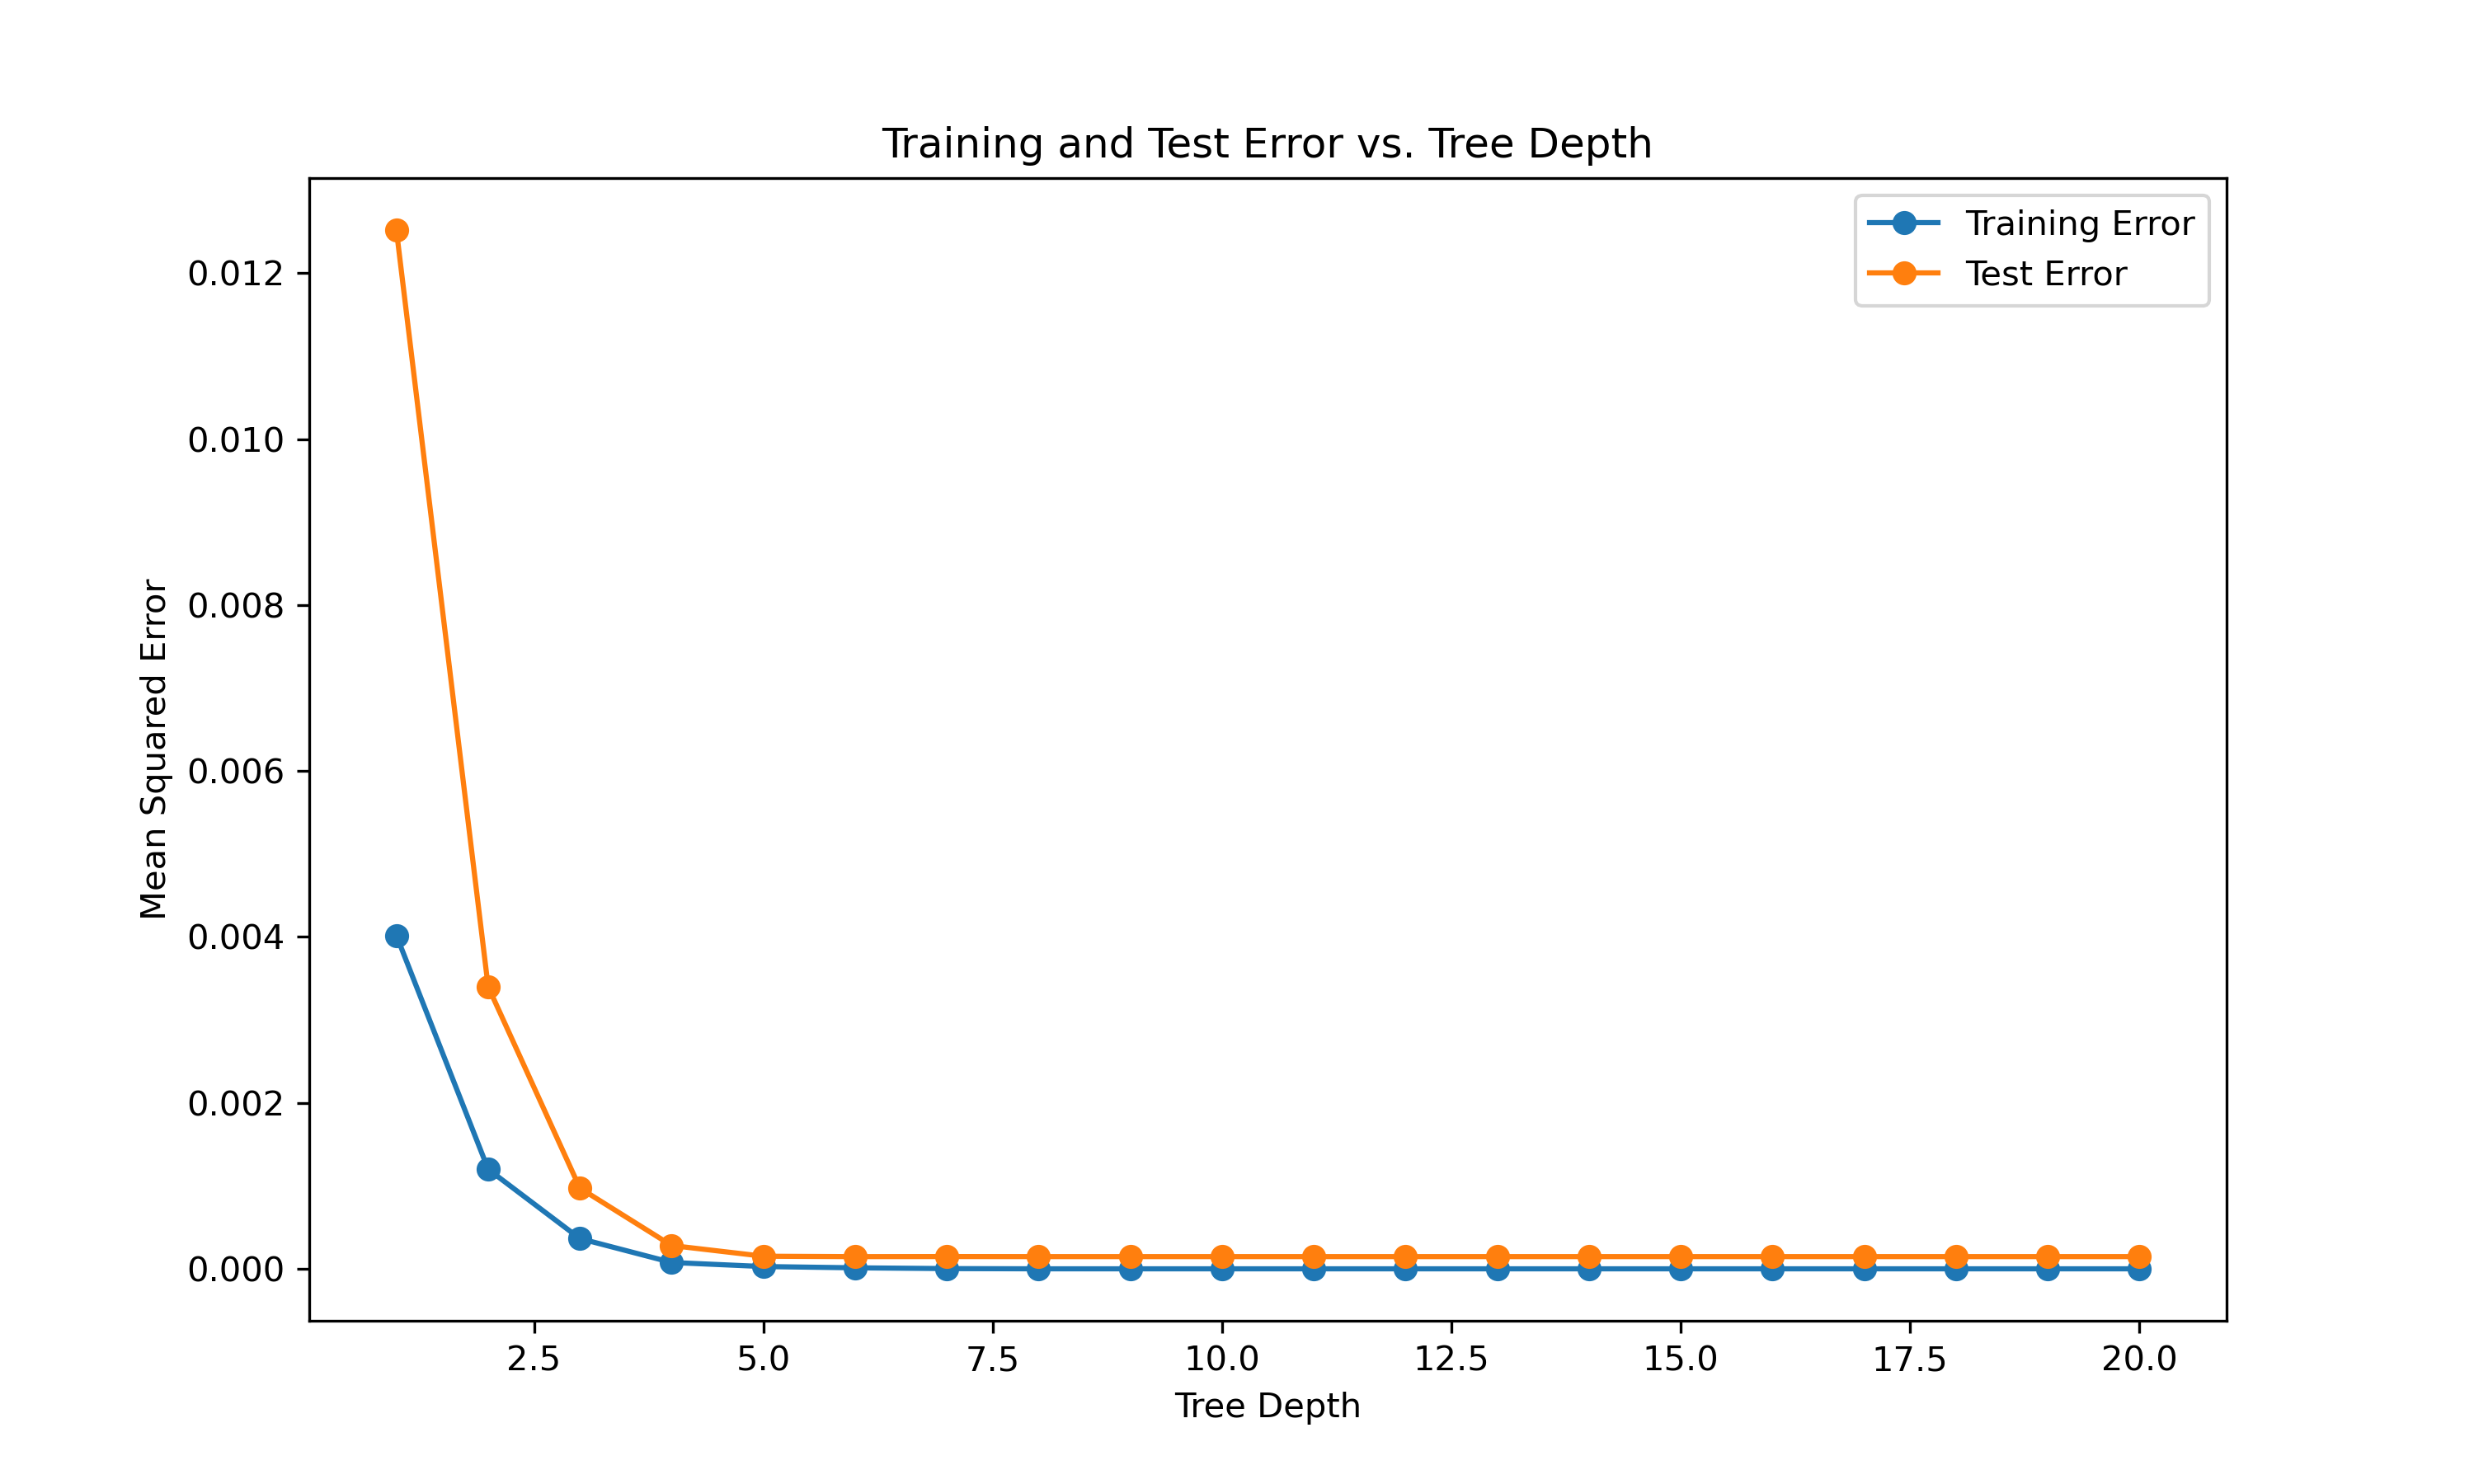 Training and Test Error vs. Tree Depth
Training Error
Test Error
0.012
0.010
0.008
0.006
0.004
0.002
0.000
Mean Squared Error
2.5 5.0 7.5 10.0 12.5 15.0 17.5 20.0
Tree Depth